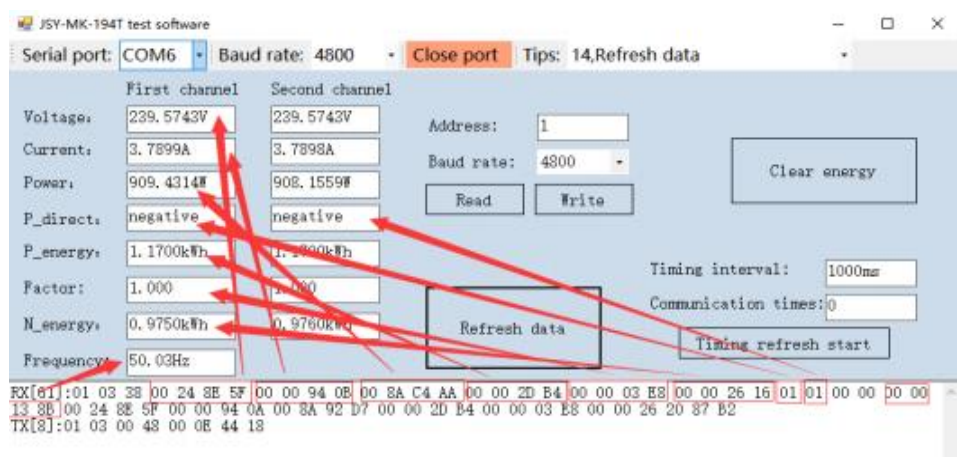 JSY-MK-194T test software
Serial port: COM6 Baud rate: 4800 Close port Tips: 14,Refresh data
First channel Second channel
Voltage: 239.5743V 239.5743V
Address: 1
Current: 3.7899A 3.7898A
Baud rate: 4800
Clear energy
Power: 909.4314W 908.1559W
Read Write
P_direct: negative negative
P_energy: 1.1700kWh
Timing interval: 1000ms
Factor: 1.000
Communication times: 0
N_energy: 0.9750kWh 0.9760kWh
Refresh data
Timing refresh start
Frequency: 50.03Hz
RX[61]:01 03 38 00 24 8E 5F 00 00 94 0B 00 8A C4 AA 00 00 2D B4 00 00 03 E8 00 00 26 16 01 01 00 00 00 00
13 8B 00 24 8E 5F 00 00 94 0A 00 8A 92 D7 00 00 2D B4 00 00 03 E8 00 00 26 20 87 B2
TX[8]:01 03 00 48 00 0E 44 18